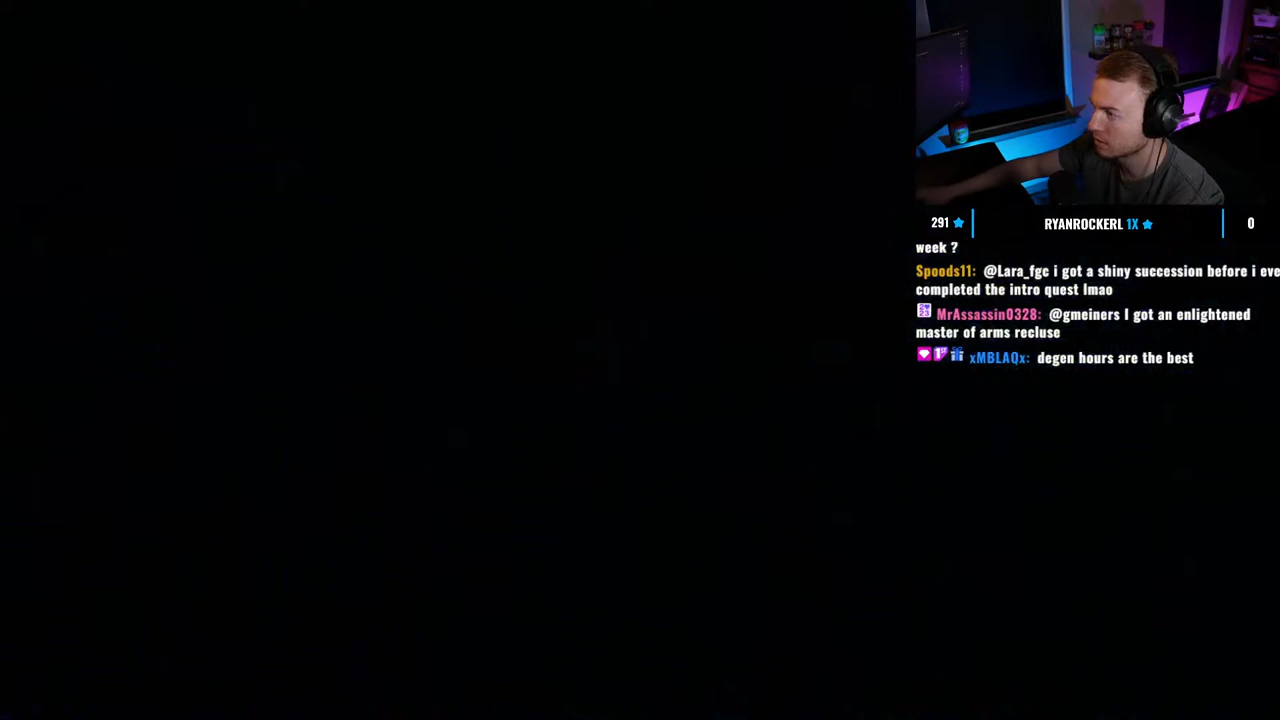 291
RYANROCKERL 1X
0
week ?
Spoods11: @Lara_fgc i got a shiny succession before i eve
completed the intro quest lmao
MrAssassin0328: @gmeiners I got an enlightened
master of arms recluse
xMBLAQx: degen hours are the best